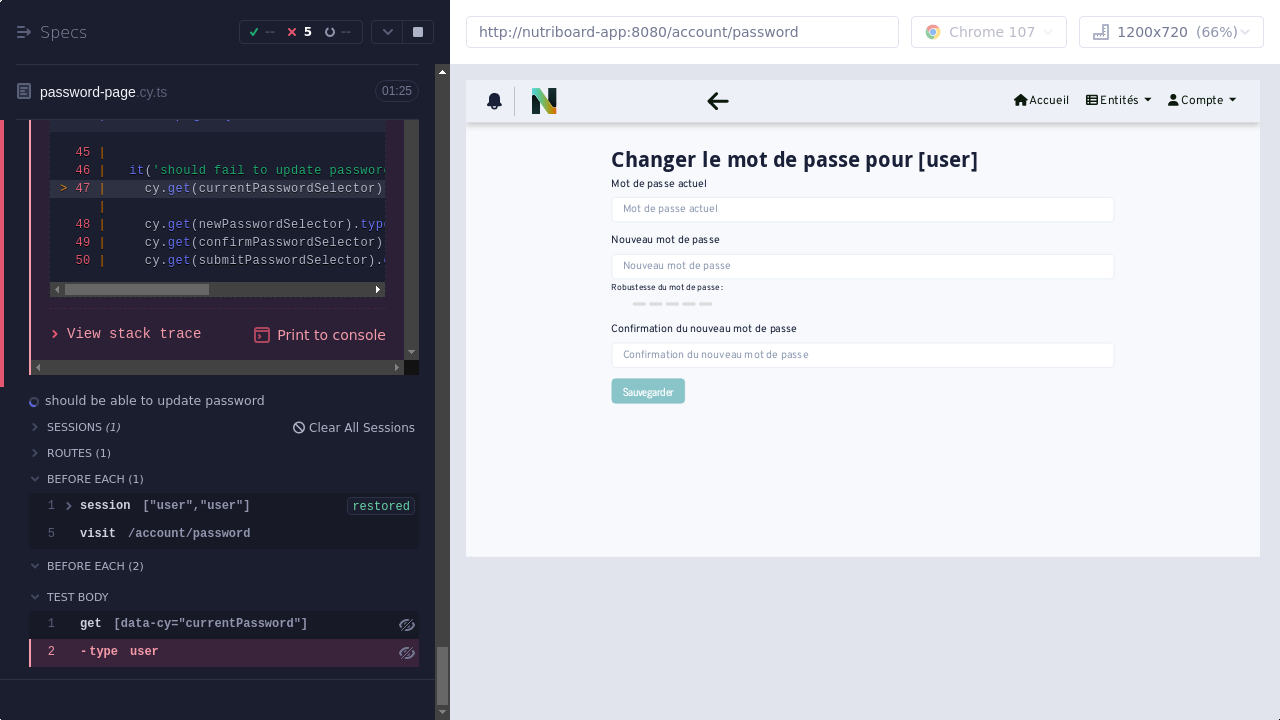 Specs
-- 5 --
password-page.cy.ts 01:25
45 |
46 | it('should fail to update password
> 47 | cy.get(currentPasswordSelector)
|
48 | cy.get(newPasswordSelector).type
49 | cy.get(confirmPasswordSelector)
50 | cy.get(submitPasswordSelector).
View stack trace
Print to console
should be able to update password
SESSIONS (1)
Clear All Sessions
ROUTES (1)
BEFORE EACH (1)
1 session ["user","user"] restored
5 visit /account/password
BEFORE EACH (2)
TEST BODY
1 get [data-cy="currentPassword"]
2 -type user
http://nutriboard-app:8080/account/password
Chrome 107
1200x720 (66%)
N
Accueil
Entités
Compte
Changer le mot de passe pour [user]
Mot de passe actuel
Mot de passe actuel
Nouveau mot de passe
Nouveau mot de passe
Robustesse du mot de passe :
Confirmation du nouveau mot de passe
Confirmation du nouveau mot de passe
Sauvegarder